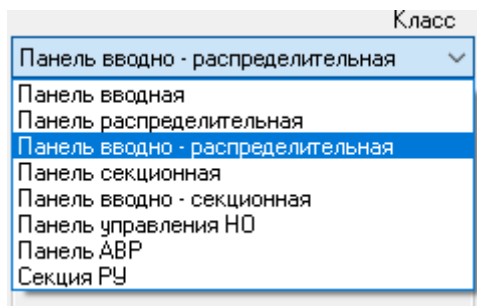 Класс
Панель вводно - распределительная
Панель вводная
Панель распределительная
Панель вводно - распределительная
Панель секционная
Панель вводно - секционная
Панель управления НО
Панель АВР
Секция РУ